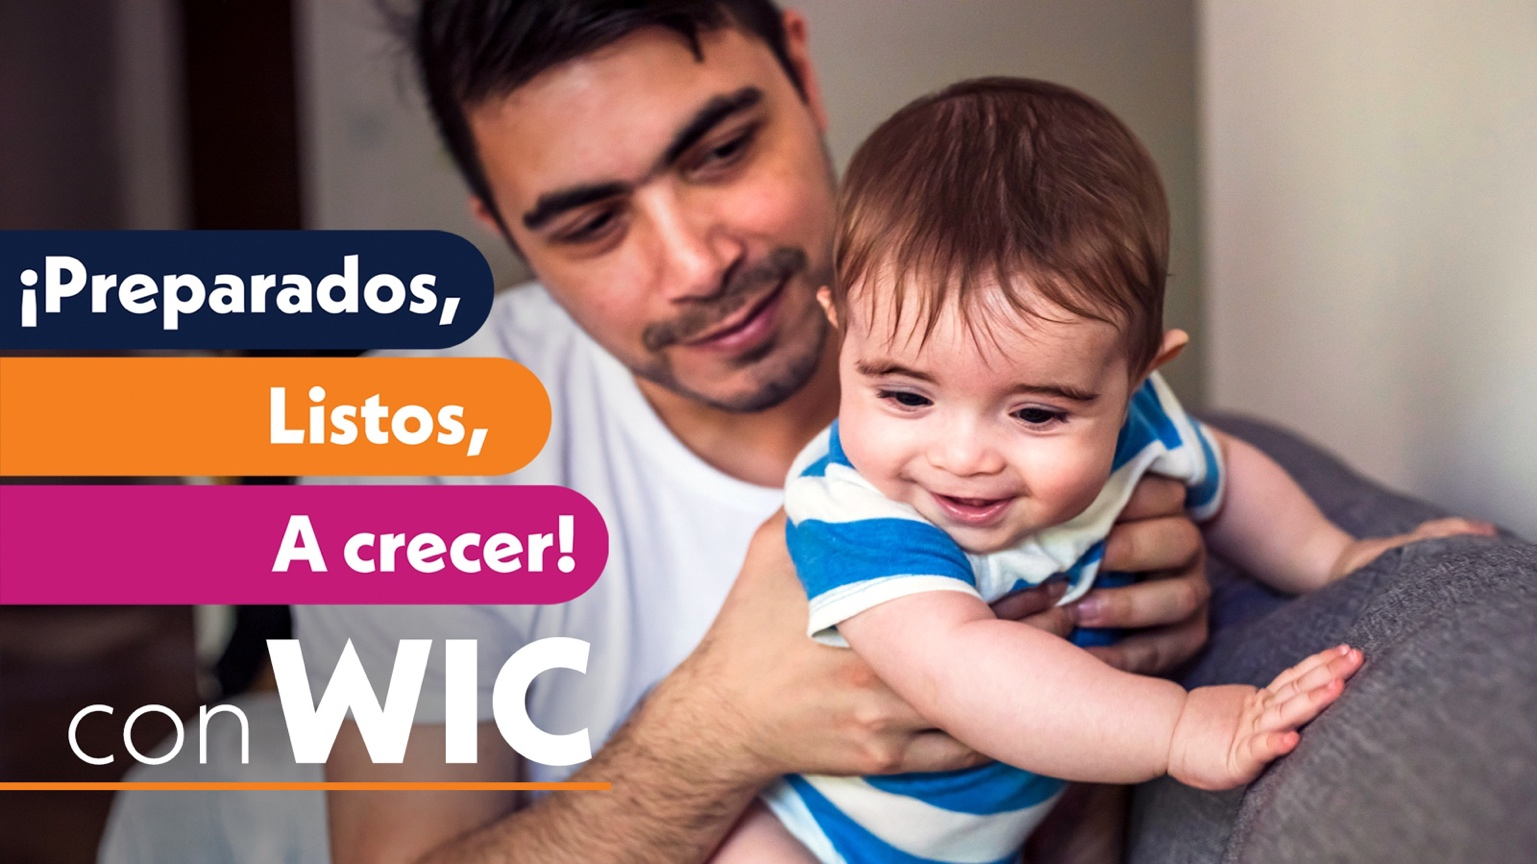 ¡Preparados,
Listos,
A crecer!
con WIC